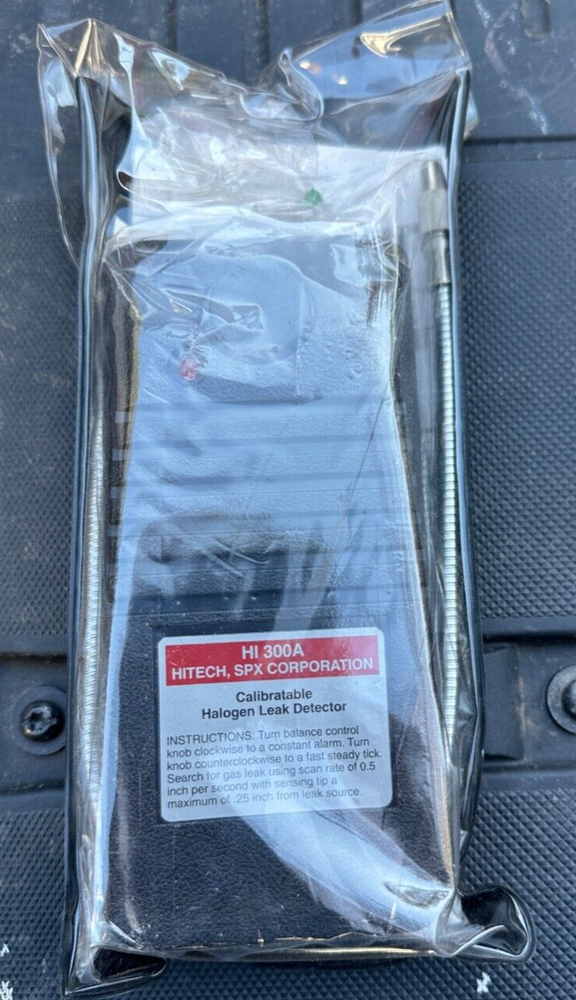 HI 300A
HITECH, SPX CORPORATION
Calibratable
Halogen Leak Detector
INSTRUCTIONS: Turn balance control
knob clockwise to a constant alarm. Turn
knob counterclockwise to a fast steady tick.
Search for gas leak using scan rate of 0.5
inch per second with sensing tip a
maximum of .25 inch from leak source.